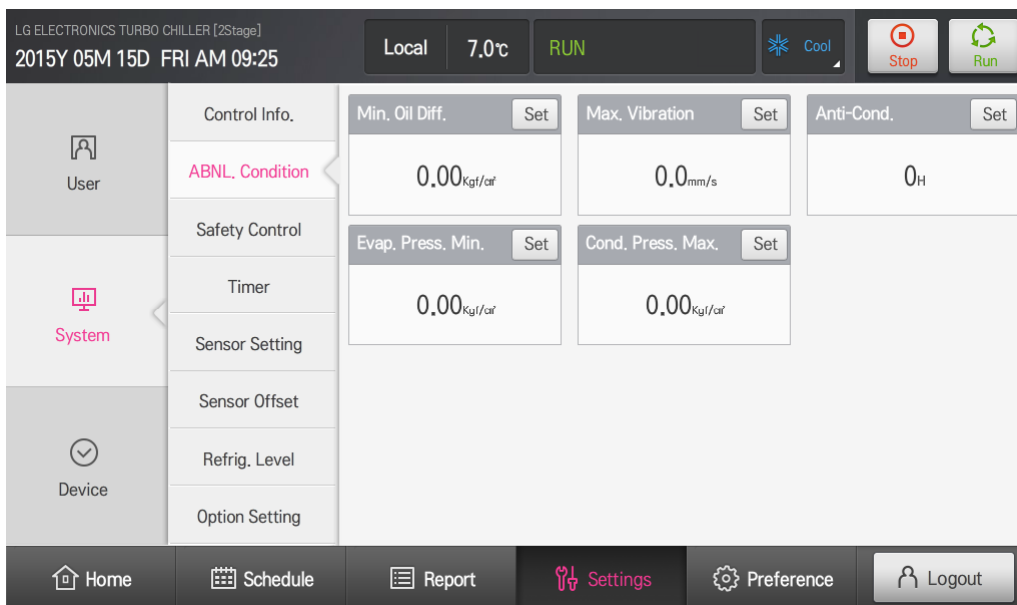 LG ELECTRONICS TURBO CHILLER [2Stage]
2015Y 05M 15D FRI AM 09:25
Local 7.0℃ RUN Cool Stop Run
User
System
Device
Control Info.
ABNL. Condition
Safety Control
Timer
Sensor Setting
Sensor Offset
Refrig. Level
Option Setting
Min. Oil Diff. Set
0.00Kgf/㎠
Max. Vibration Set
0.0mm/s
Anti-Cond. Set
0H
Evap. Press. Min. Set
0.00Kgf/㎠
Cond. Press. Max. Set
0.00Kgf/㎠
Home Schedule Report Settings Preference Logout